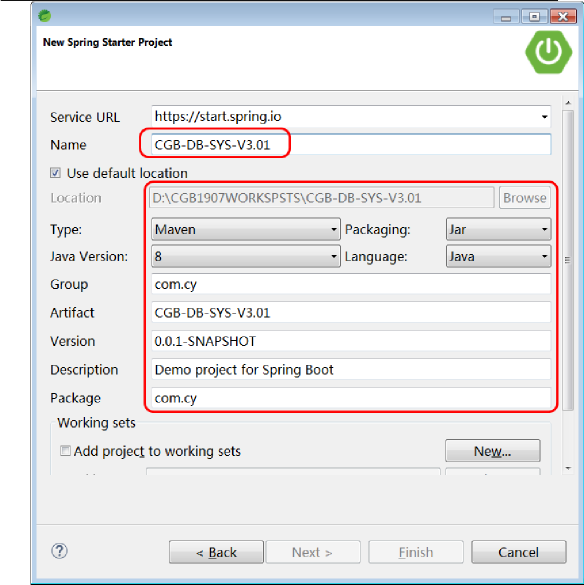 New Spring Starter Project
Service URL https://start.spring.io
Name CGB-DB-SYS-V3.01
Use default location
Location D:\CGB1907WORKSPSTS\CGB-DB-SYS-V3.01 Browse
Type: Maven Packaging: Jar
Java Version: 8 Language: Java
Group com.cy
Artifact CGB-DB-SYS-V3.01
Version 0.0.1-SNAPSHOT
Description Demo project for Spring Boot
Package com.cy
Working sets
Add project to working sets New...
? < Back Next > Finish Cancel